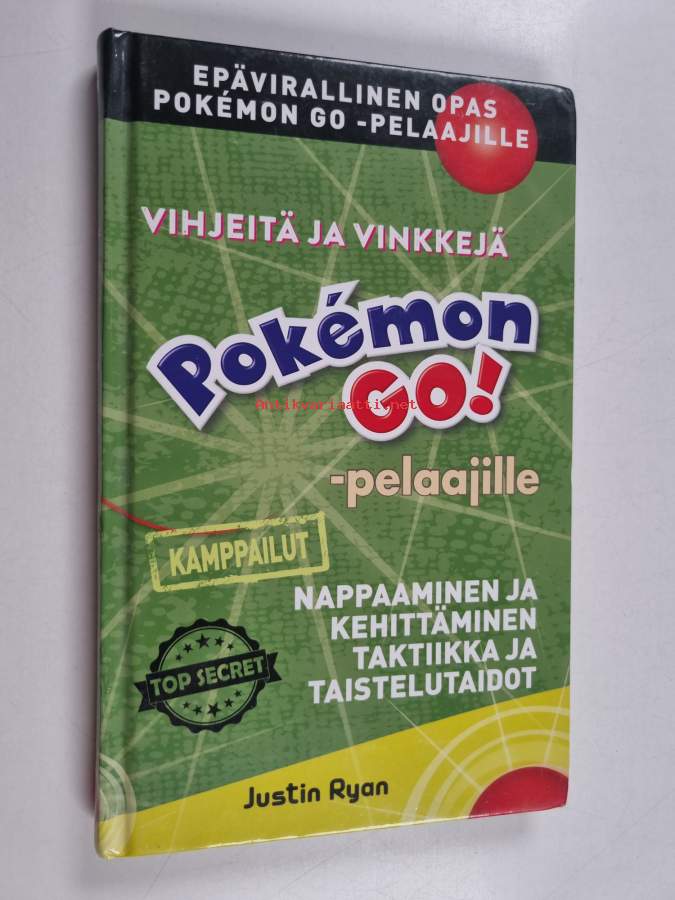 EPÄVIRALLINEN OPAS
POKÉMON GO -PELAAJILLE
VIHJEITÄ JA VINKKEJÄ
Pokémon
GO!
Antikvariaatti.net
-pelaajille
KAMPPAILUT
NAPPAAMINEN JA
KEHITTÄMINEN
TAKTIIKKA JA
TAISTELUTAIDOT
TOP SECRET
Justin Ryan